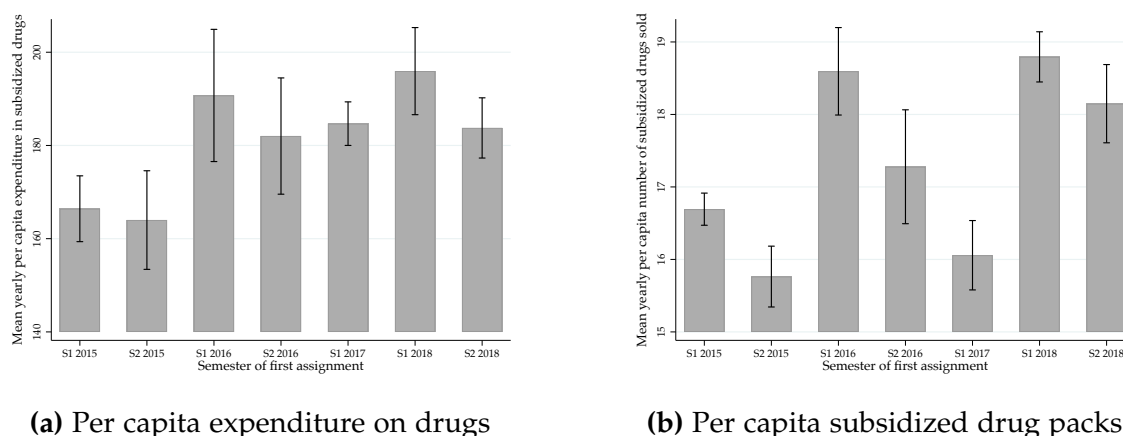 Mean yearly per capita expenditure in subsidized drugs
200
180
160
140
S1 2015 S2 2015 S1 2016 S2 2016 S1 2017 S1 2018 S2 2018
Semester of first assignment
(a) Per capita expenditure on drugs
Mean yearly per capita number of subsidized drugs sold
19
18
17
16
15
S1 2015 S2 2015 S1 2016 S2 2016 S1 2017 S1 2018 S2 2018
Semester of first assignment
(b) Per capita subsidized drug packs